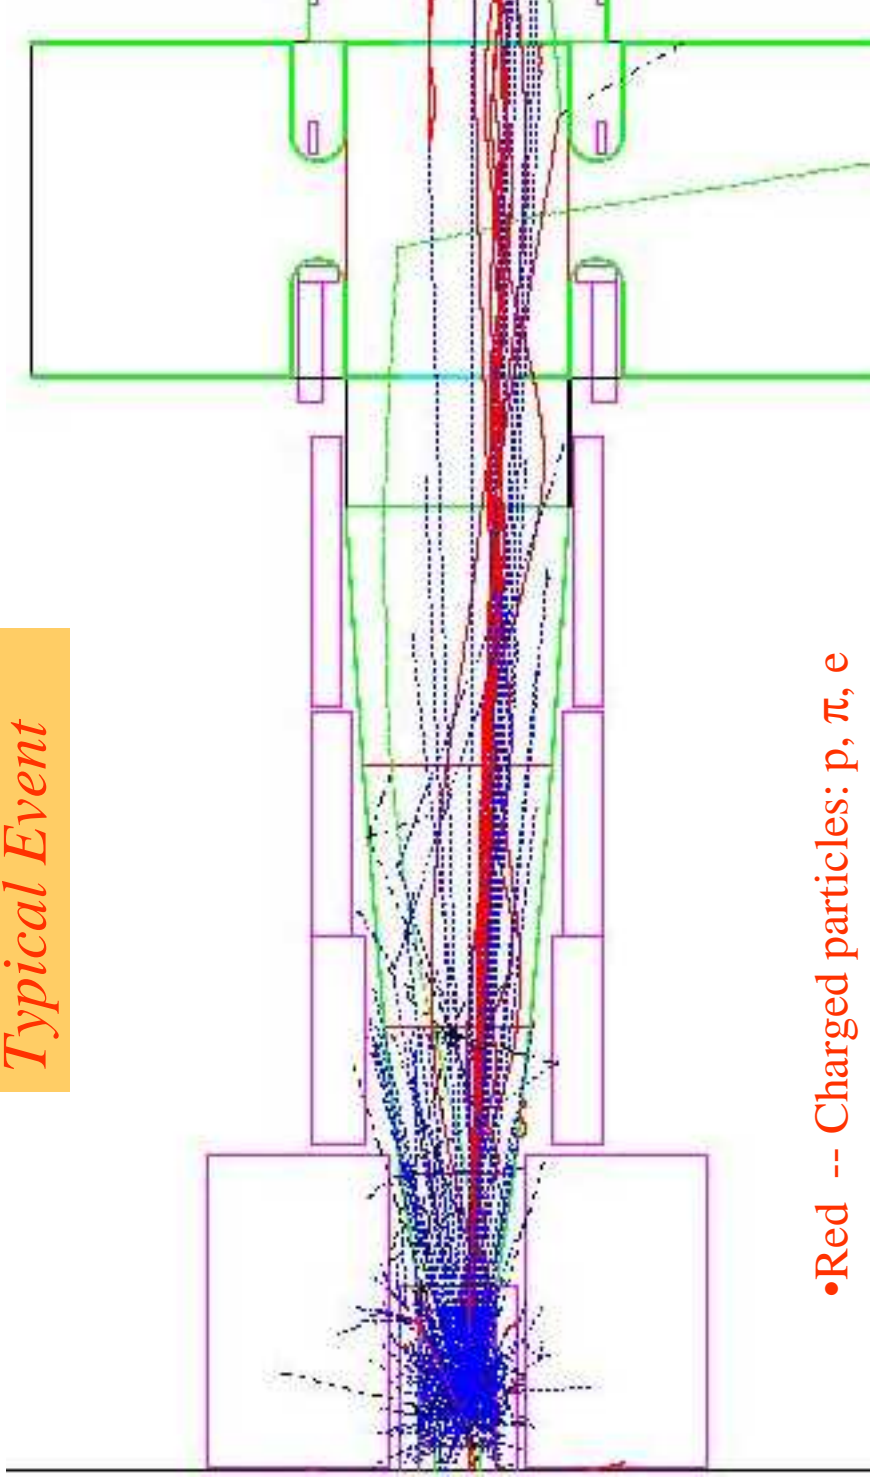 Typical Event
•Red -- Charged particles: p, π, e